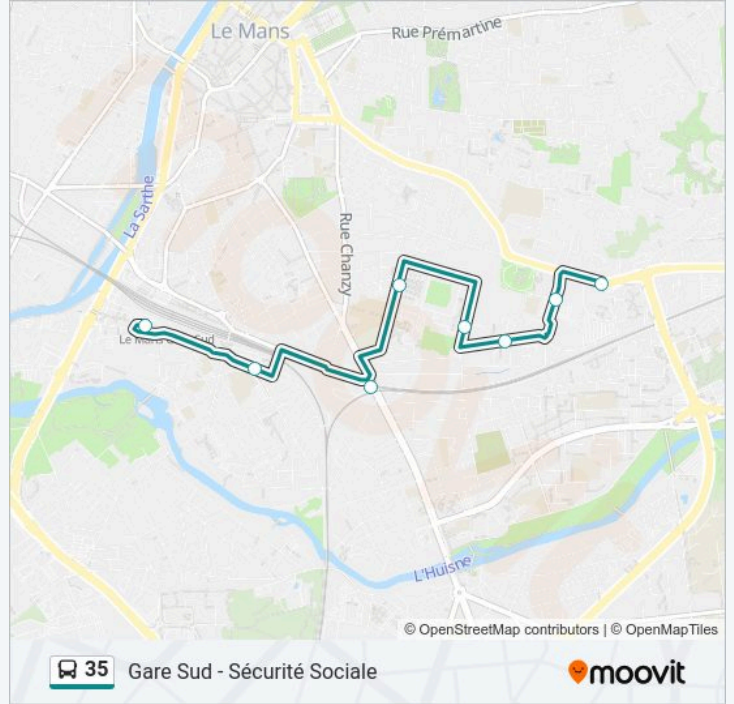 Le Mans
Rue Prémartine
La Sarthe
Rue Chanzy
L'Huisne
© OpenStreetMap contributors | © OpenMapTiles
35 Gare Sud - Sécurité Sociale
moovit